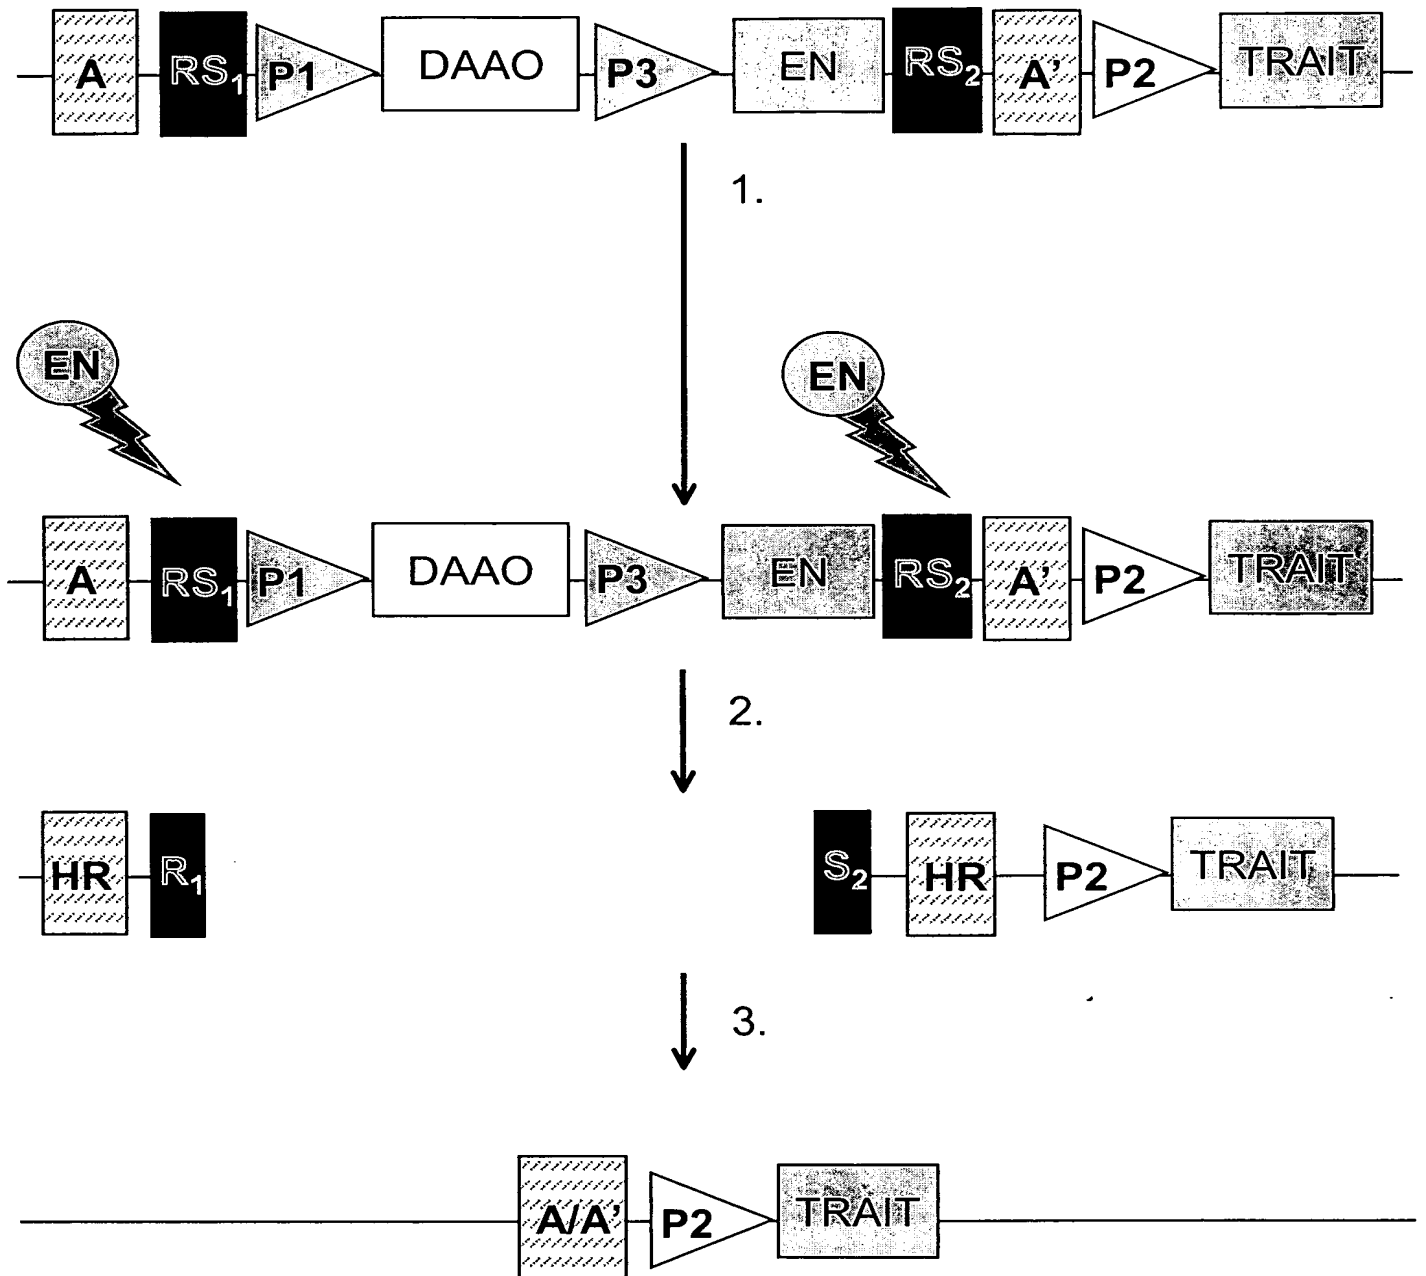 A RS₁ P1 DAAO P3 EN RS₂ A' P2 TRAIT
1.
EN EN
A RS₁ P1 DAAO P3 EN RS₂ A' P2 TRAIT
2.
HR R₁ S₂ HR P2 TRAIT
3.
A/A' P2 TRAIT